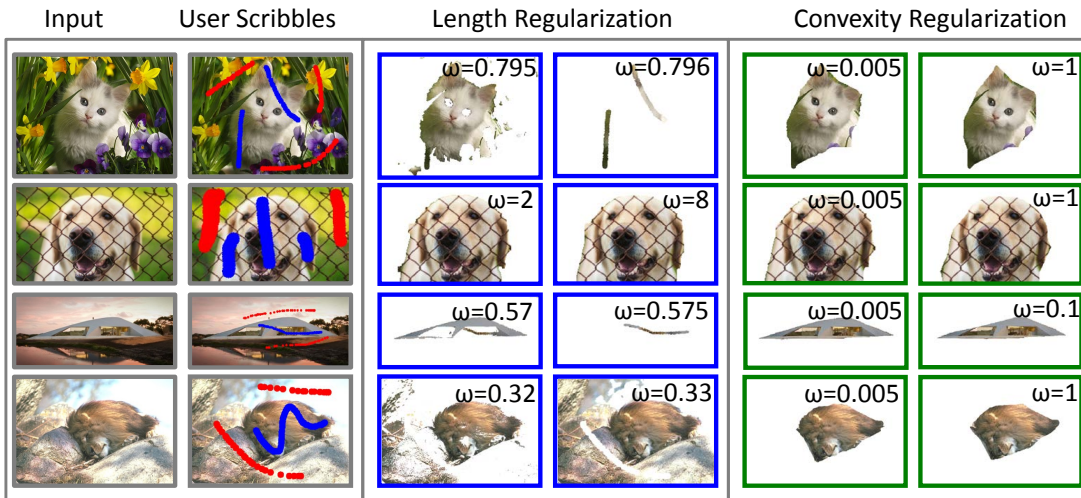 Input User Scribbles Length Regularization Convexity Regularization
ω=0.795 ω=0.796 ω=0.005 ω=1
ω=2 ω=8 ω=0.005 ω=1
ω=0.57 ω=0.575 ω=0.005 ω=0.1
ω=0.32 ω=0.33 ω=0.005 ω=1